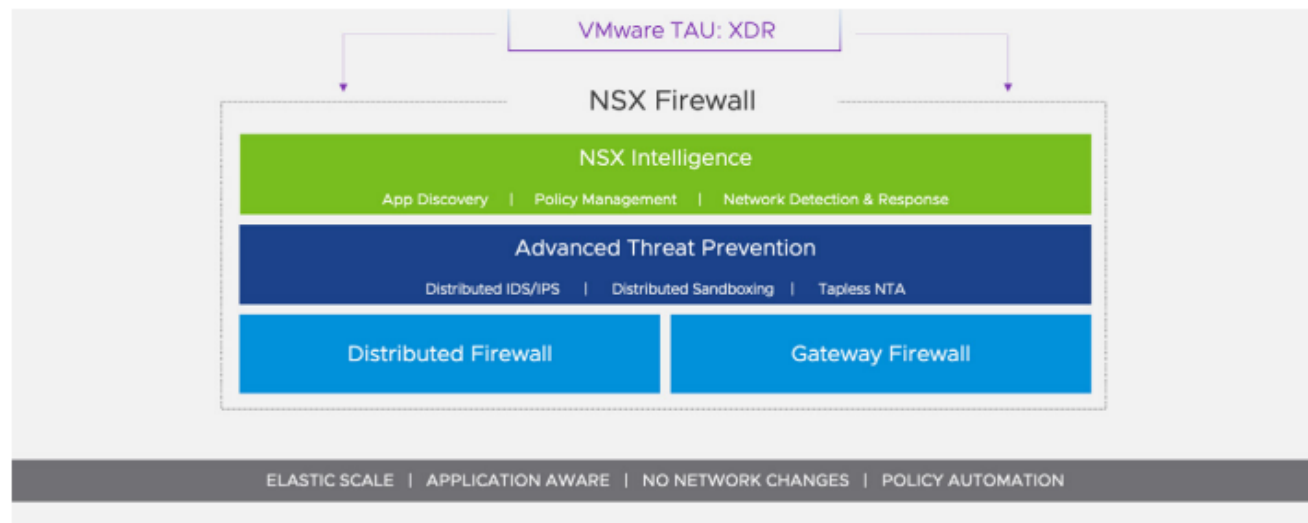 VMware TAU: XDR
NSX Firewall
NSX Intelligence
App Discovery | Policy Management | Network Detection & Response
Advanced Threat Prevention
Distributed IDS/IPS | Distributed Sandboxing | Tapless NTA
Distributed Firewall
Gateway Firewall
ELASTIC SCALE | APPLICATION AWARE | NO NETWORK CHANGES | POLICY AUTOMATION